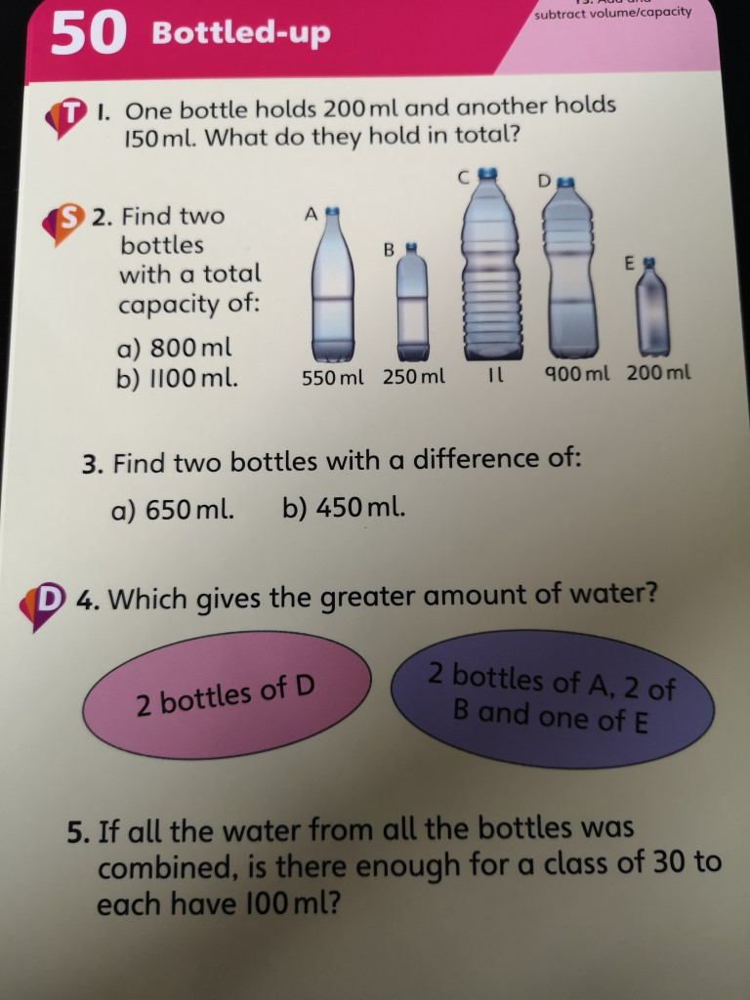 50 Bottled-up
subtract volume/capacity
T 1. One bottle holds 200 ml and another holds
150 ml. What do they hold in total?
S 2. Find two
bottles
with a total
capacity of:
a) 800 ml
b) 1100 ml.
A
B
C
D
E
550 ml 250 ml 1 l 900 ml 200 ml
3. Find two bottles with a difference of:
a) 650 ml. b) 450 ml.
D 4. Which gives the greater amount of water?
2 bottles of D
2 bottles of A, 2 of
B and one of E
5. If all the water from all the bottles was
combined, is there enough for a class of 30 to
each have 100 ml?